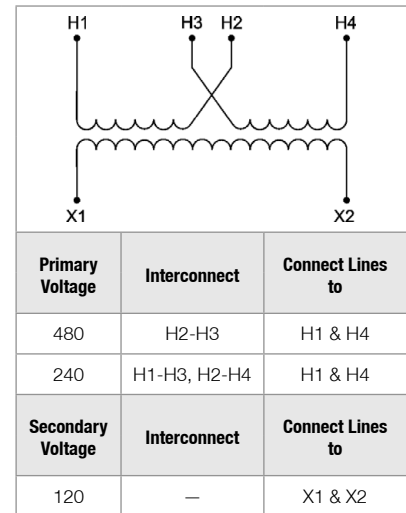 H1 H3 H2 H4
X1 X2
Primary Voltage Interconnect Connect Lines to
480 H2-H3 H1 & H4
240 H1-H3, H2-H4 H1 & H4
Secondary Voltage Interconnect Connect Lines to
120 — X1 & X2